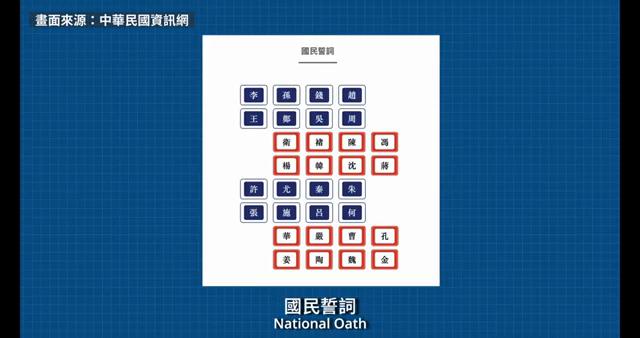 畫面來源：中華民國資訊網
國民誓詞
趙 錢 孫 李
周 吳 鄭 王
馮 陳 褚 衛
蔣 沈 韓 楊
朱 秦 尤 許
何 呂 施 張
孔 曹 嚴 華
金 魏 陶 姜
國民誓詞
National Oath